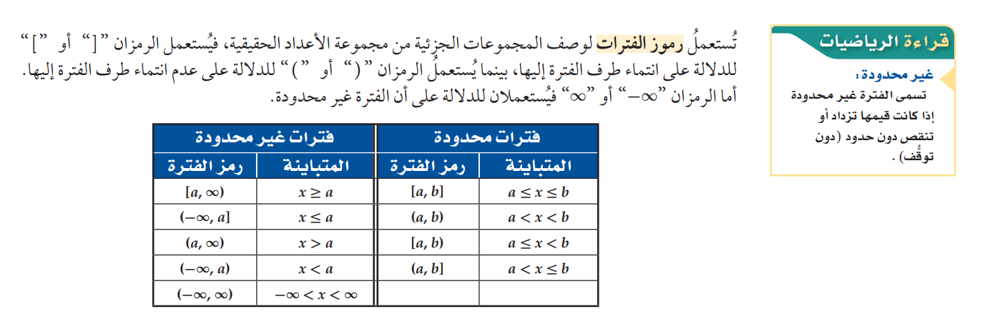 تُستعملُ رموز الفترات لوصف المجموعات الجزئية من مجموعة الأعداد الحقيقية، فيُستعمل الرمزان ”]“ أو ”[“
للدلالة على انتماء طرف الفترة إليها، بينما يُستعملُ الرمزان ”)“ أو ”(“ للدلالة على عدم انتماء طرف الفترة إليها.
أما الرمزان ”∞−“ أو ”∞“ فيُستعملان للدلالة على أن الفترة غير محدودة.
قراءة الرياضيات
غير محدودة:
تسمى الفترة غير محدودة
إذا كانت قيمها تزداد أو
تنقص دون حدود (دون
توقُّف).
فترات محدودة فترات غير محدودة
المتباينة رمز الفترة المتباينة رمز الفترة
a ≤ x ≤ b [a, b] x ≥ a [a, ∞)
a < x < b (a, b) x ≤ a (−∞, a]
a ≤ x < b [a, b) x > a (a, ∞)
a < x ≤ b (a, b] x < a (−∞, a)
−∞ < x < ∞ (−∞, ∞)